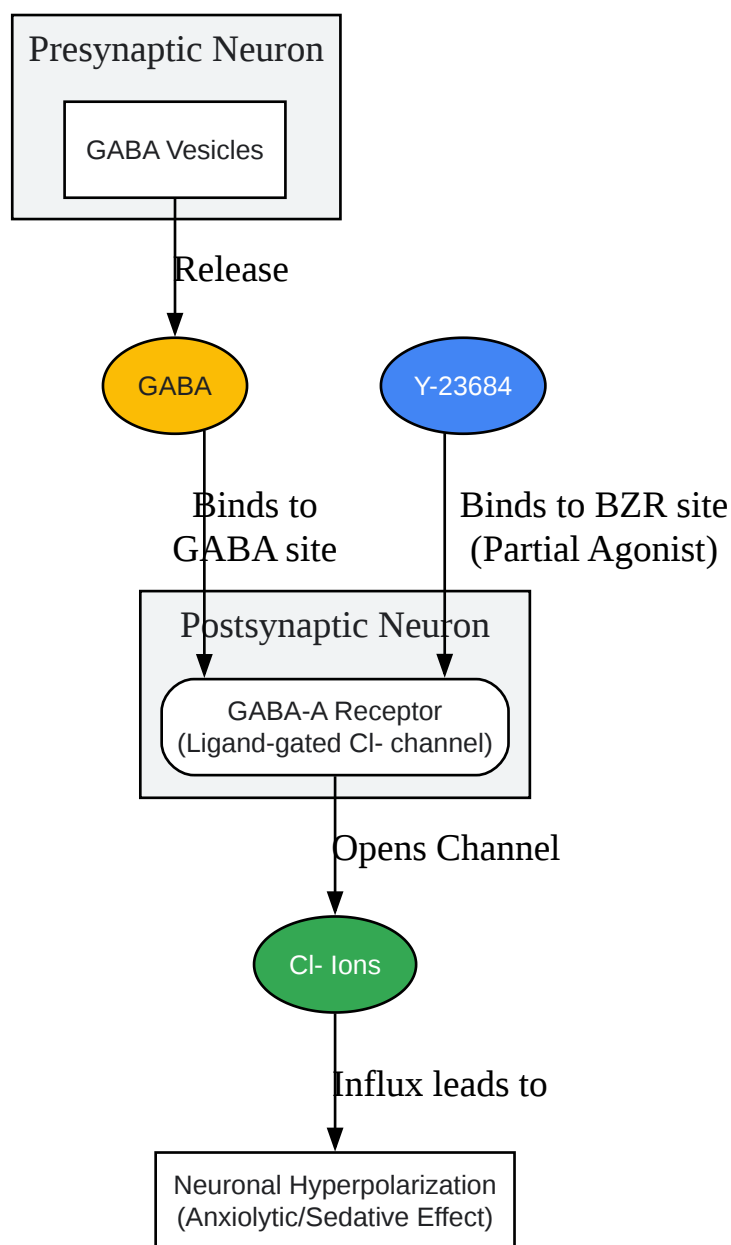 Presynaptic Neuron
GABA Vesicles
Release
GABA
Y-23684
Binds to
GABA site
Binds to BZR site
(Partial Agonist)
Postsynaptic Neuron
GABA-A Receptor
(Ligand-gated Cl- channel)
Opens Channel
Cl- Ions
Influx leads to
Neuronal Hyperpolarization
(Anxiolytic/Sedative Effect)